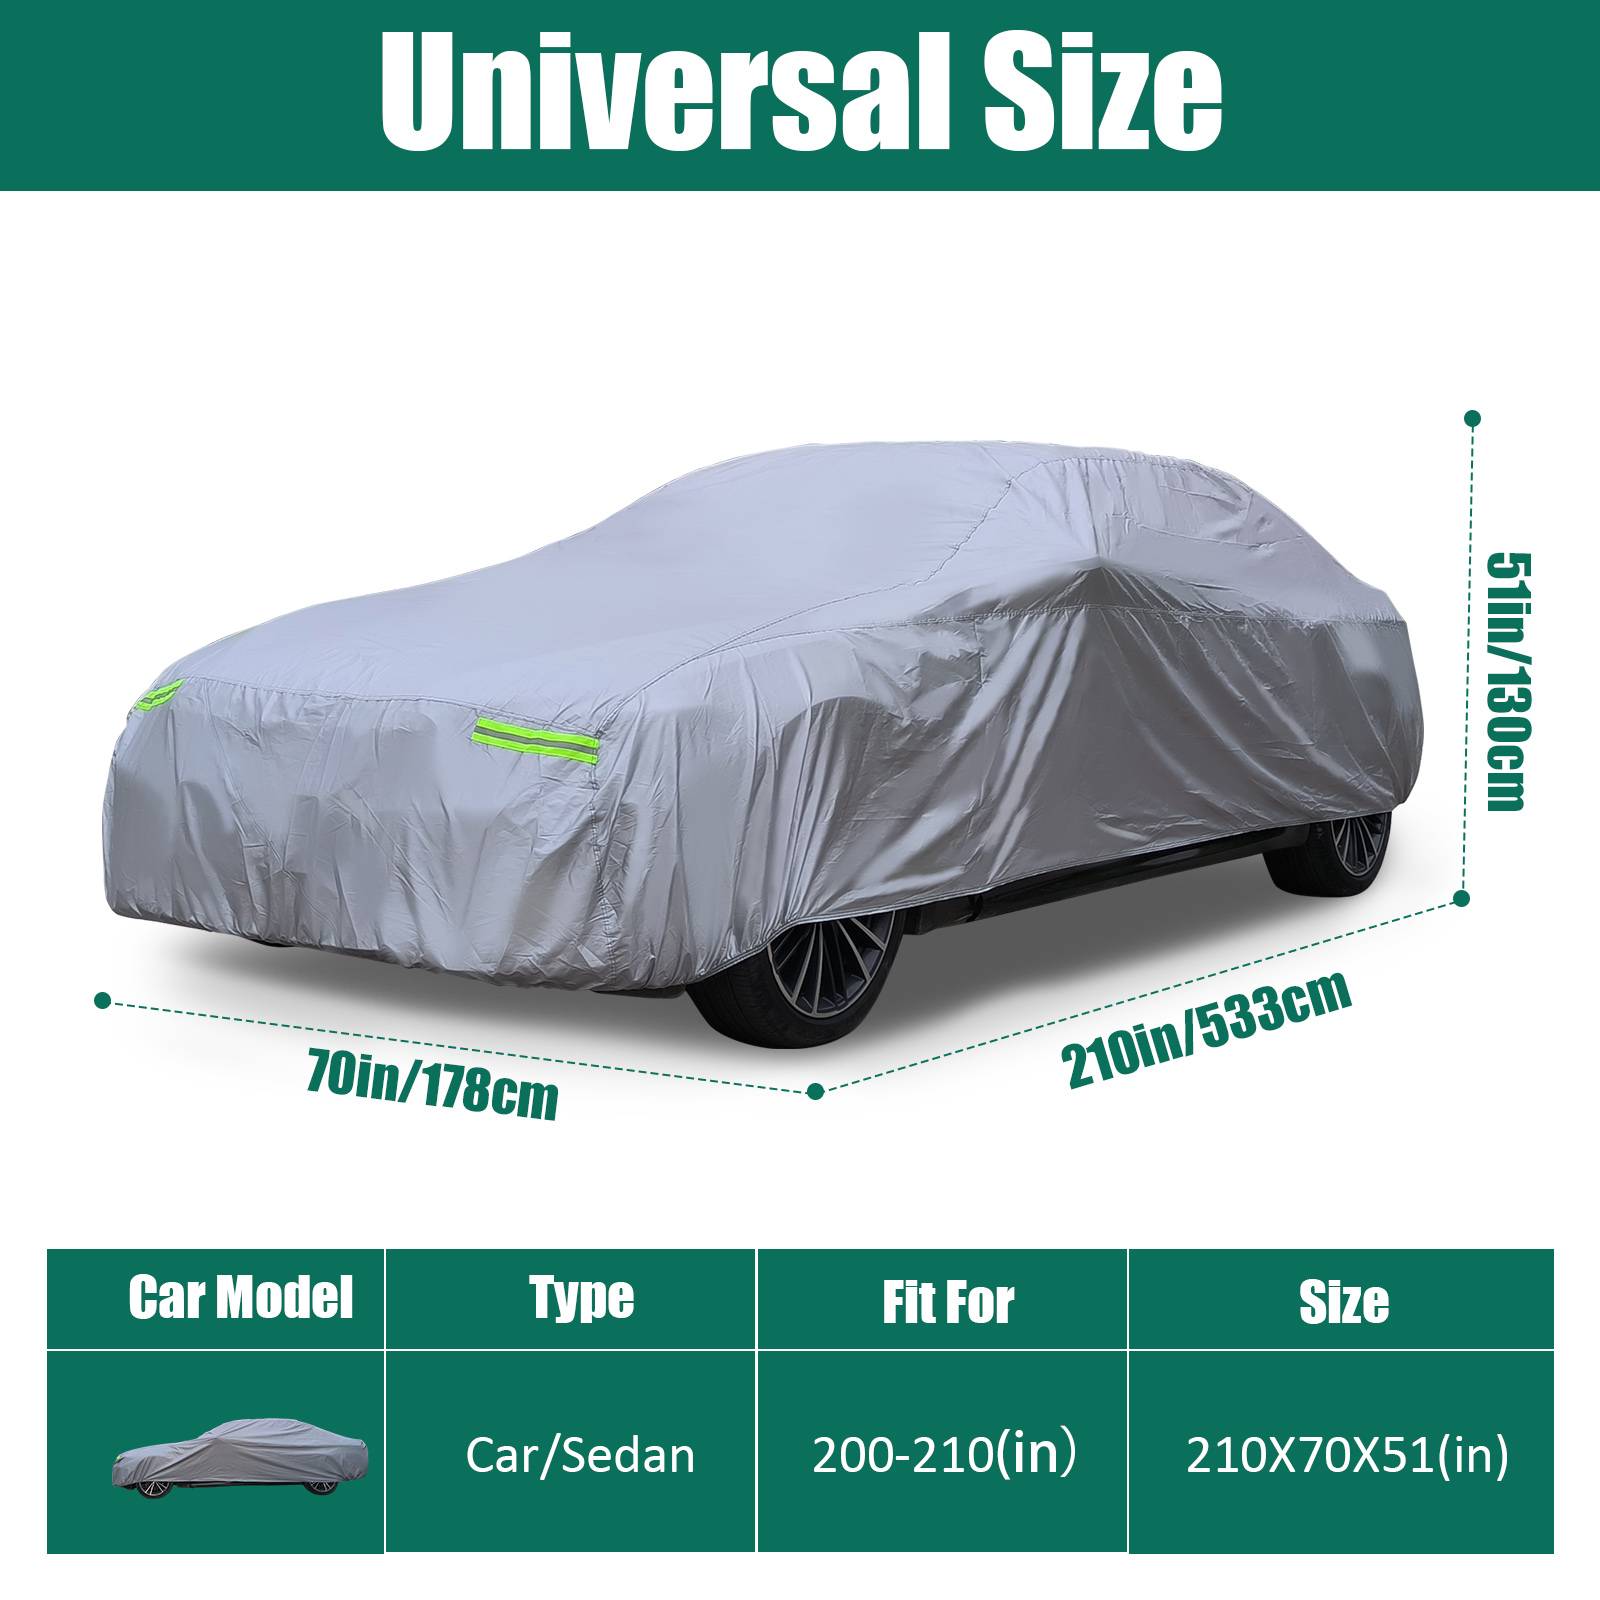 Universal Size
51in/130cm
210in/533cm
70in/178cm
Car Model
Type
Fit For
Size
Car/Sedan
200-210(in)
210X70X51(in)